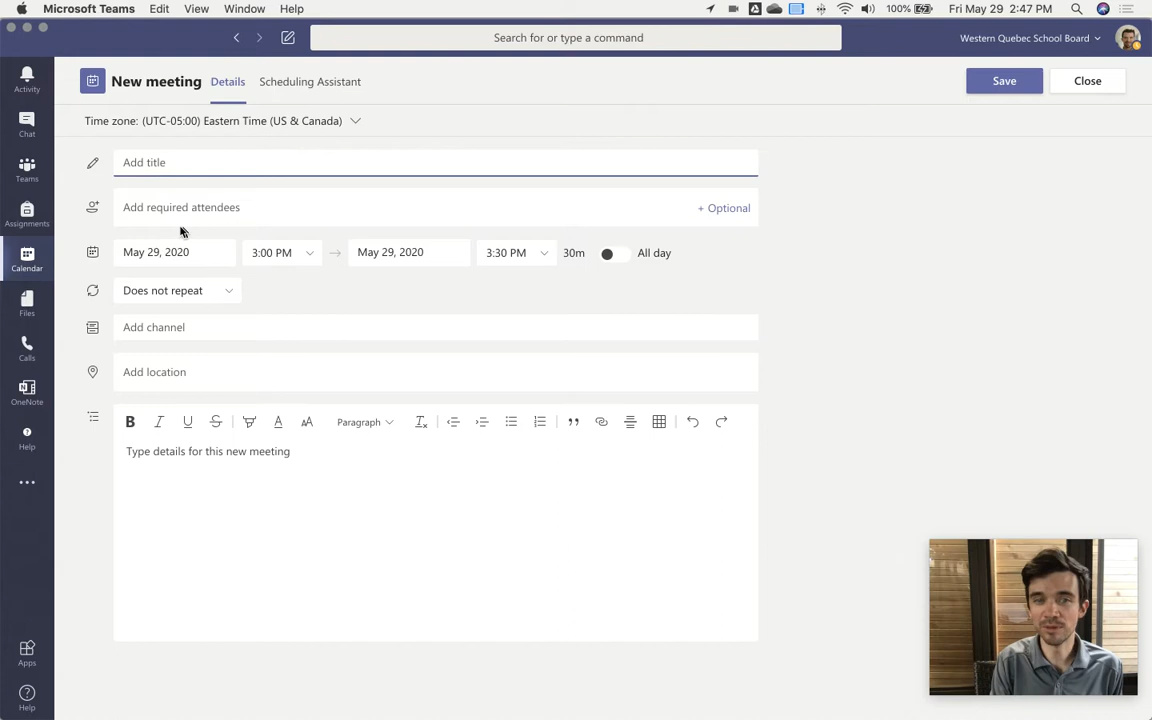 Microsoft Teams Edit View Window Help 100% Fri May 29 2:47 PM
Search for or type a command
Western Quebec School Board
New meeting Details Scheduling Assistant Save Close
Time zone: (UTC-05:00) Eastern Time (US & Canada)
Activity
Chat
Teams
Assignments
Calendar
Files
Calls
OneNote
Help
Apps
Help
Add title
Add required attendees + Optional
May 29, 2020 3:00 PM May 29, 2020 3:30 PM 30m All day
Does not repeat
Add channel
Add location
B I U S A AA Paragraph
Type details for this new meeting